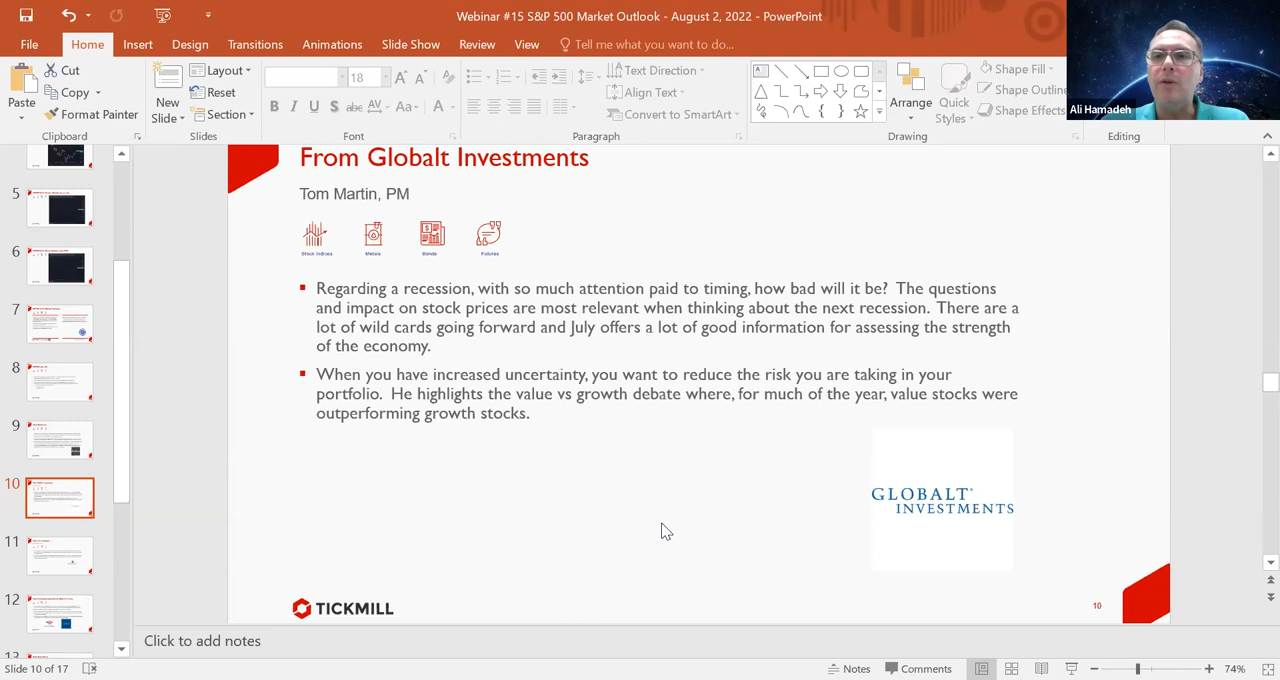 Webinar #15 S&P 500 Market Outlook - August 2, 2022 - PowerPoint
File Home Insert Design Transitions Animations Slide Show Review View Tell me what you want to do...
Ali Hamadeh
Paste
Cut
Copy
Format Painter
Clipboard
New Slide
Layout
Reset
Section
Slides
18
B I U S abc AV Aa A
Font
Text Direction
Align Text
Convert to SmartArt
Paragraph
Arrange
Quick Styles
Shape Fill
Shape Outline
Shape Effects
Drawing
Editing
5
6
7
8
9
10
11
12
13
From Globalt Investments
Tom Martin, PM
Stock Indices Metals Bonds Futures
Regarding a recession, with so much attention paid to timing, how bad will it be? The questions
and impact on stock prices are most relevant when thinking about the next recession. There are a
lot of wild cards going forward and July offers a lot of good information for assessing the strength
of the economy.
When you have increased uncertainty, you want to reduce the risk you are taking in your
portfolio. He highlights the value vs growth debate where, for much of the year, value stocks were
outperforming growth stocks.
GLOBALT®
INVESTMENTS
TICKMILL
10
Click to add notes
Slide 10 of 17
Notes Comments 74%